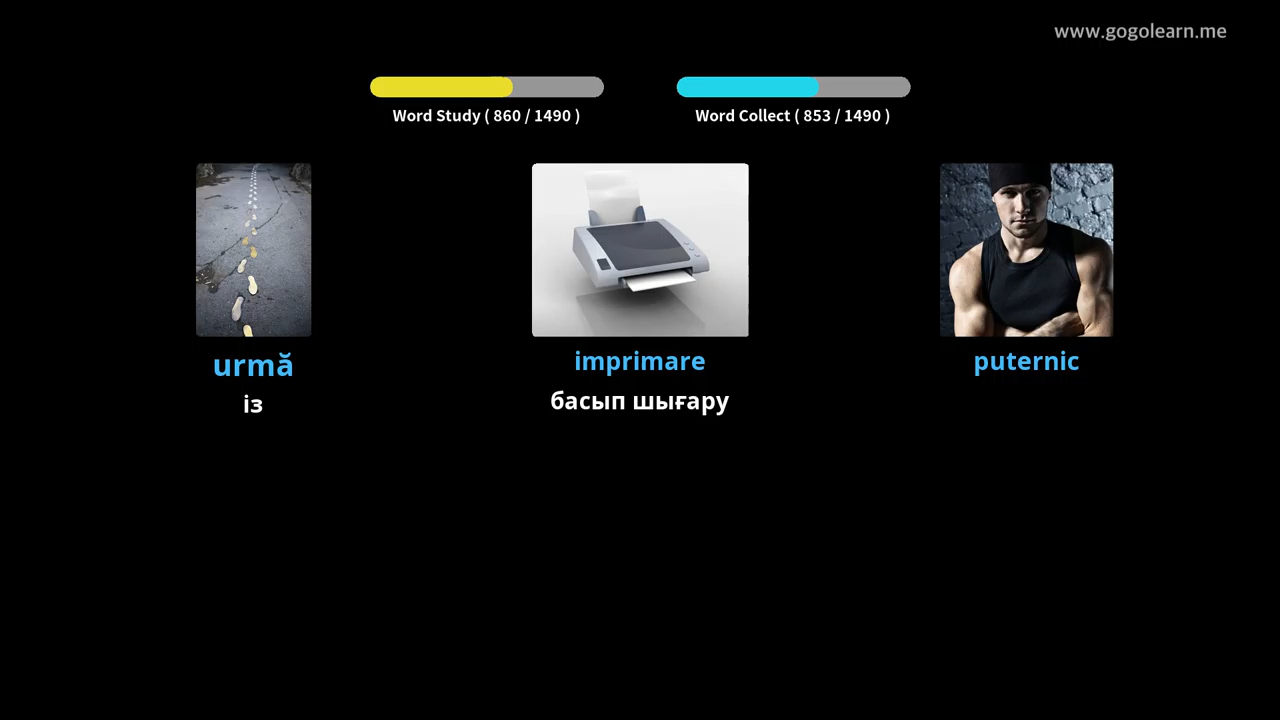 www.gogolearn.me
Word Study ( 860 / 1490 )
Word Collect ( 853 / 1490 )
urmă
із
imprimare
басып шығару
puternic